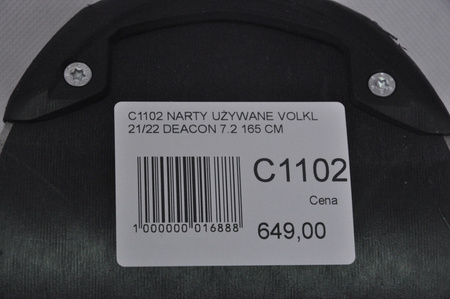 C1102 NARTY UŻYWANE VOLKL
21/22 DEACON 7.2 165 CM
C1102
Cena
1 000000 016888
649,00